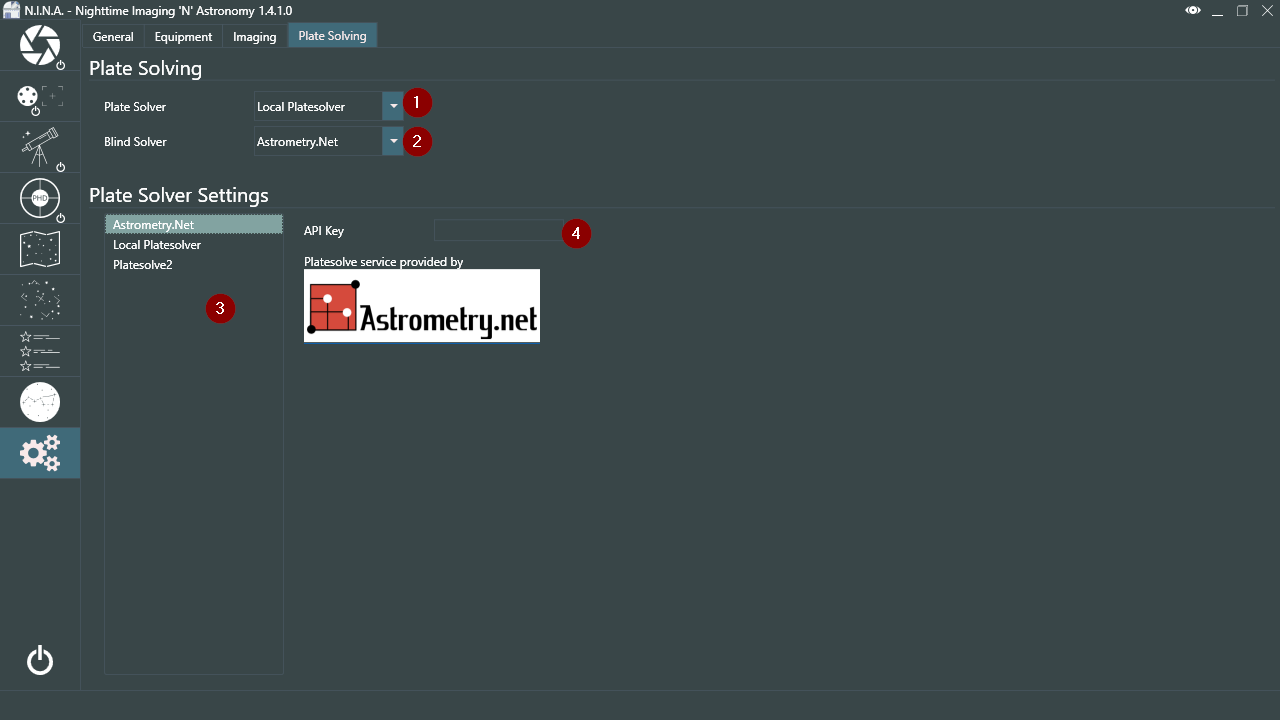 N.I.N.A. - Nighttime Imaging 'N' Astronomy 1.4.1.0
General Equipment Imaging Plate Solving
Plate Solving
Plate Solver Local Platesolver 1
Blind Solver Astrometry.Net 2
PHD
Plate Solver Settings
Astrometry.Net
Local Platesolver
Platesolve2
3
API Key 4
Platesolve service provided by
Astrometry.net